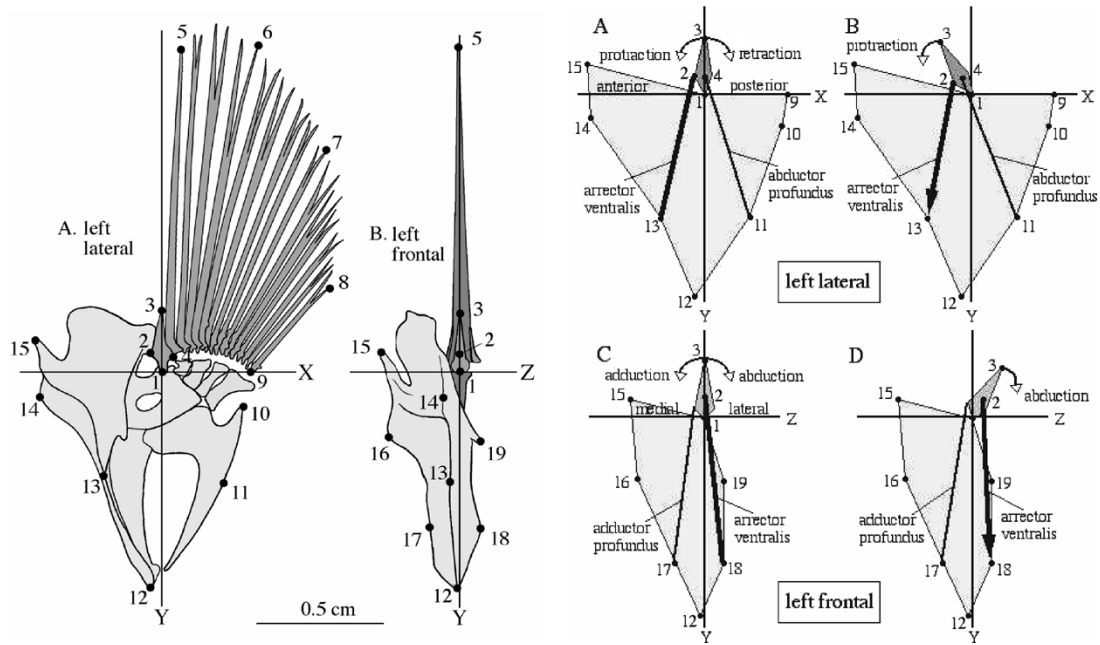 5
6
7
8
3
2
4
1
9
10
11
12
13
14
15
X
Y
A. left
lateral
0.5 cm
5
B. left
frontal
3
2
1
15
14
16
19
13
17
18
12
Z
Y
A
3
protraction
retraction
15
2
4
anterior
posterior
1
9
X
14
10
arrector
ventralis
abductor
profundus
13
11
12
Y
B
3
protraction
15
2
4
1
9
X
14
10
arrector
ventralis
abductor
profundus
13
11
12
Y
left lateral
C
3
adduction
abduction
15
2
medial
lateral
1
Z
16
19
adductor
profundus
arrector
ventralis
17
18
12
Y
D
3
abduction
15
2
1
Z
16
19
adductor
profundus
arrector
ventralis
17
18
12
Y
left frontal